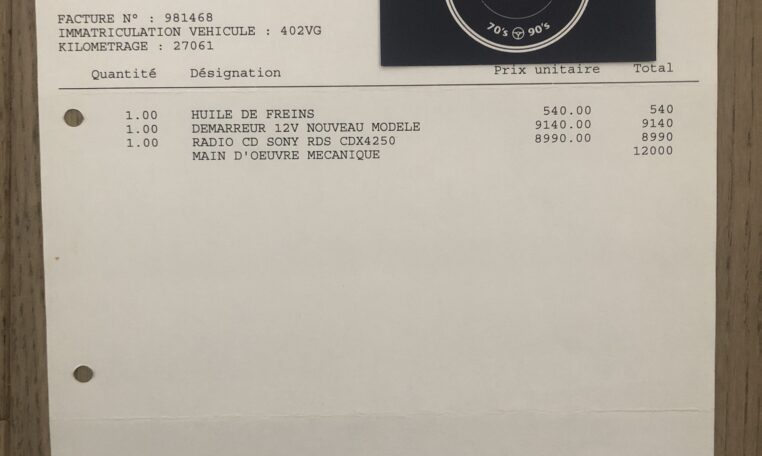 FACTURE N° : 981468
IMMATRICULATION VEHICULE : 402VG
KILOMETRAGE : 27061
70's 90's
Quantité Désignation Prix unitaire Total
1.00 HUILE DE FREINS 540.00 540
1.00 DEMARREUR 12V NOUVEAU MODELE 9140.00 9140
1.00 RADIO CD SONY RDS CDX4250 8990.00 8990
MAIN D'OEUVRE MECANIQUE 12000